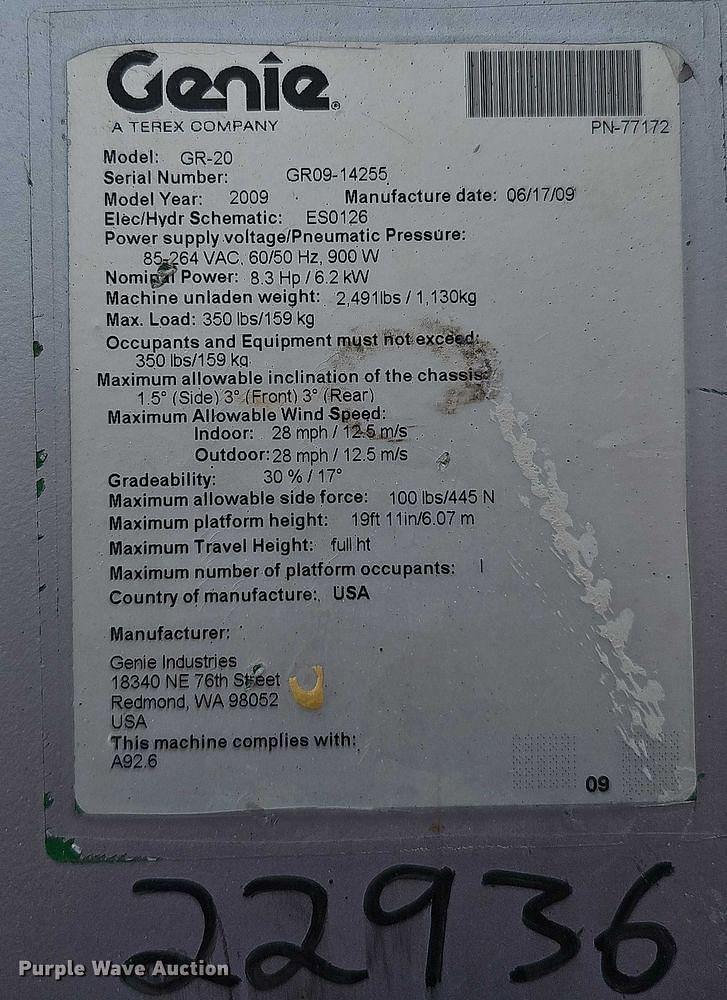 Genie®
A TEREX COMPANY
PN-77172
Model: GR-20
Serial Number: GR09-14255
Model Year: 2009 Manufacture date: 06/17/09
Elec/Hydr Schematic: ES0126
Power supply voltage/Pneumatic Pressure:
85-264 VAC, 60/50 Hz, 900 W
Nominal Power: 8.3 Hp / 6.2 kW
Machine unladen weight: 2,491lbs / 1,130kg
Max. Load: 350 lbs/159 kg
Occupants and Equipment must not exceed:
350 lbs/159 kg
Maximum allowable inclination of the chassis:
1.5° (Side) 3° (Front) 3° (Rear)
Maximum Allowable Wind Speed:
Indoor: 28 mph / 12.5 m/s
Outdoor: 28 mph / 12.5 m/s
Gradeability: 30 % / 17°
Maximum allowable side force: 100 lbs/445 N
Maximum platform height: 19ft 11in/6.07 m
Maximum Travel Height: full ht
Maximum number of platform occupants: 1
Country of manufacture: USA
Manufacturer:
Genie Industries
18340 NE 76th Street
Redmond, WA 98052
USA
This machine complies with:
A92.6
09
22936
Purple Wave Auction